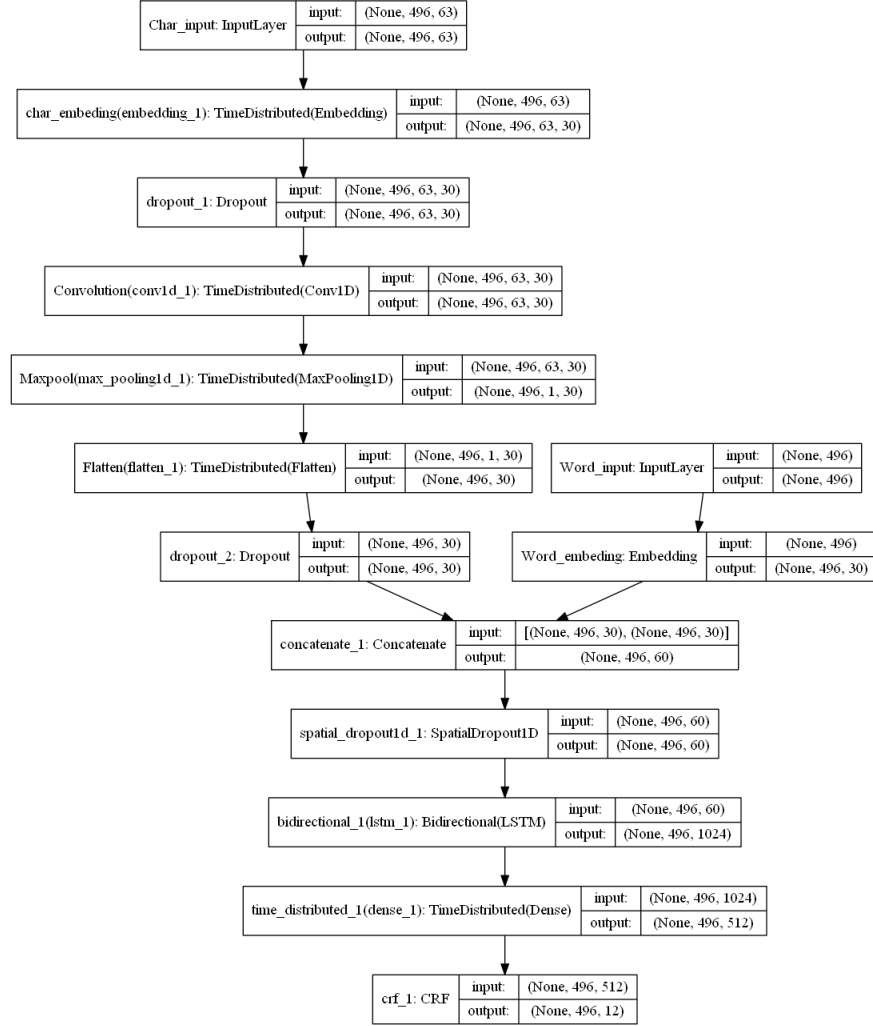 Char_input: InputLayer
input: (None, 496, 63)
output: (None, 496, 63)
char_embeding(embedding_1): TimeDistributed(Embedding)
input: (None, 496, 63)
output: (None, 496, 63, 30)
dropout_1: Dropout
input: (None, 496, 63, 30)
output: (None, 496, 63, 30)
Convolution(conv1d_1): TimeDistributed(Conv1D)
input: (None, 496, 63, 30)
output: (None, 496, 63, 30)
Maxpool(max_pooling1d_1): TimeDistributed(MaxPooling1D)
input: (None, 496, 63, 30)
output: (None, 496, 1, 30)
Flatten(flatten_1): TimeDistributed(Flatten)
input: (None, 496, 1, 30)
output: (None, 496, 30)
Word_input: InputLayer
input: (None, 496)
output: (None, 496)
dropout_2: Dropout
input: (None, 496, 30)
output: (None, 496, 30)
Word_embeding: Embedding
input: (None, 496)
output: (None, 496, 30)
concatenate_1: Concatenate
input: [(None, 496, 30), (None, 496, 30)]
output: (None, 496, 60)
spatial_dropout1d_1: SpatialDropout1D
input: (None, 496, 60)
output: (None, 496, 60)
bidirectional_1(lstm_1): Bidirectional(LSTM)
input: (None, 496, 60)
output: (None, 496, 1024)
time_distributed_1(dense_1): TimeDistributed(Dense)
input: (None, 496, 1024)
output: (None, 496, 512)
crf_1: CRF
input: (None, 496, 512)
output: (None, 496, 12)